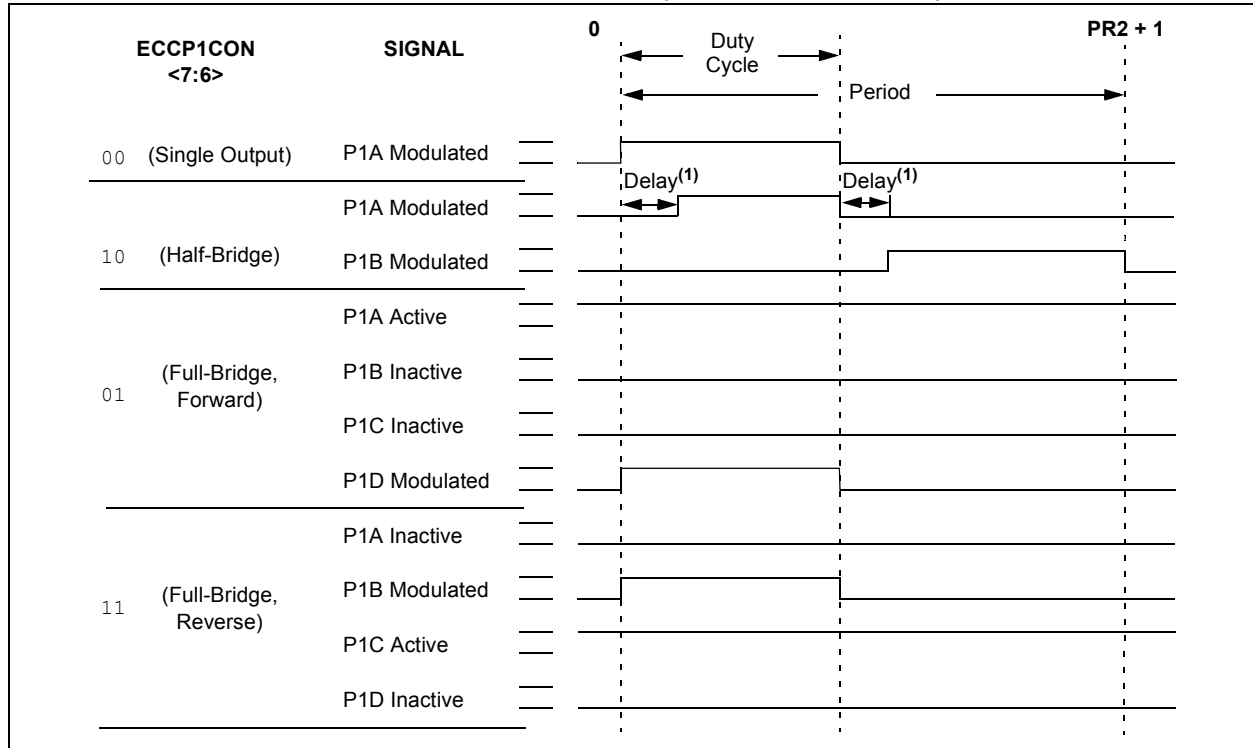 0
PR2 + 1
ECCP1CON
<7:6>
SIGNAL
Duty
Cycle
Period
00 (Single Output) P1A Modulated
Delay(1) Delay(1)
P1A Modulated
10 (Half-Bridge) P1B Modulated
P1A Active
01 (Full-Bridge,
Forward)
P1B Inactive
P1C Inactive
P1D Modulated
P1A Inactive
11 (Full-Bridge,
Reverse)
P1B Modulated
P1C Active
P1D Inactive